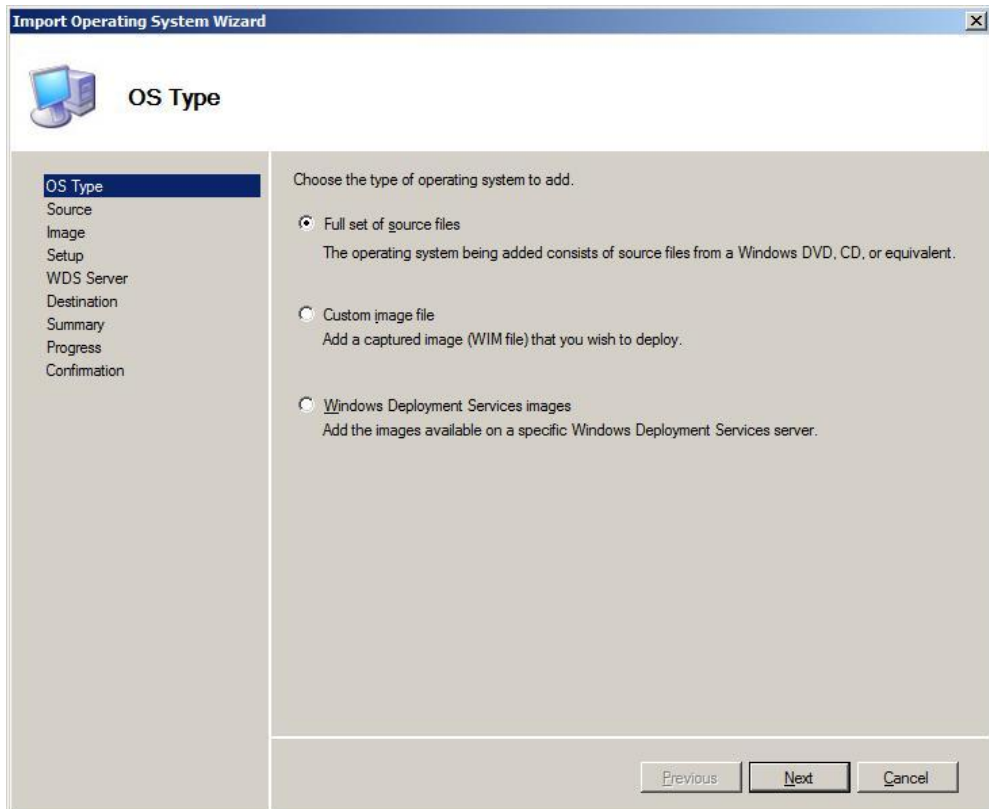 Import Operating System Wizard
OS Type
OS Type
Source
Image
Setup
WDS Server
Destination
Summary
Progress
Confirmation
Choose the type of operating system to add.
Full set of source files
The operating system being added consists of source files from a Windows DVD, CD, or equivalent.
Custom image file
Add a captured image (WIM file) that you wish to deploy.
Windows Deployment Services images
Add the images available on a specific Windows Deployment Services server.
Previous
Next
Cancel